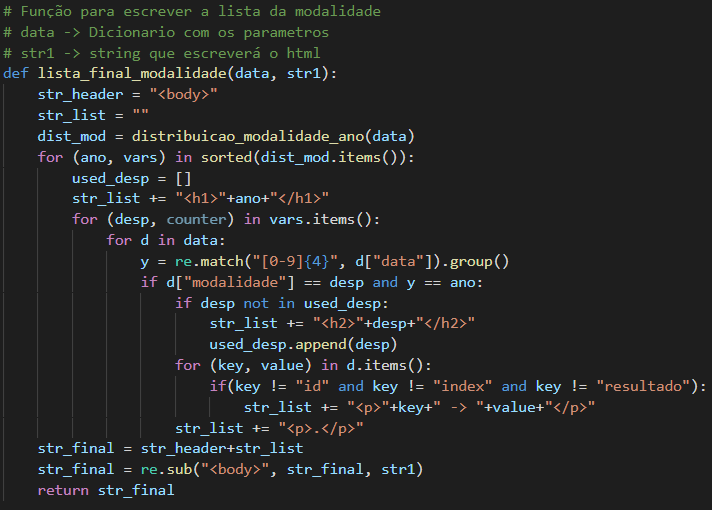 # Função para escrever a lista da modalidade
# data -> Dicionario com os parametros
# str1 -> string que escreverá o html
def lista_final_modalidade(data, str1):
    str_header = "<body>"
    str_list = ""
    dist_mod = distribuicao_modalidade_ano(data)
    for (ano, vars) in sorted(dist_mod.items()):
        used_desp = []
        str_list += "<h1>"+ano+"</h1>"
        for (desp, counter) in vars.items():
            for d in data:
                y = re.match("[0-9]{4}", d["data"]).group()
                if d["modalidade"] == desp and y == ano:
                    if desp not in used_desp:
                        str_list += "<h2>"+desp+"</h2>"
                        used_desp.append(desp)
                    for (key, value) in d.items():
                        if(key != "id" and key != "index" and key != "resultado"):
                            str_list += "<p>"+key+" -> "+value+"</p>"
                    str_list += "<p>.</p>"
    str_final = str_header+str_list
    str_final = re.sub("<body>", str_final, str1)
    return str_final